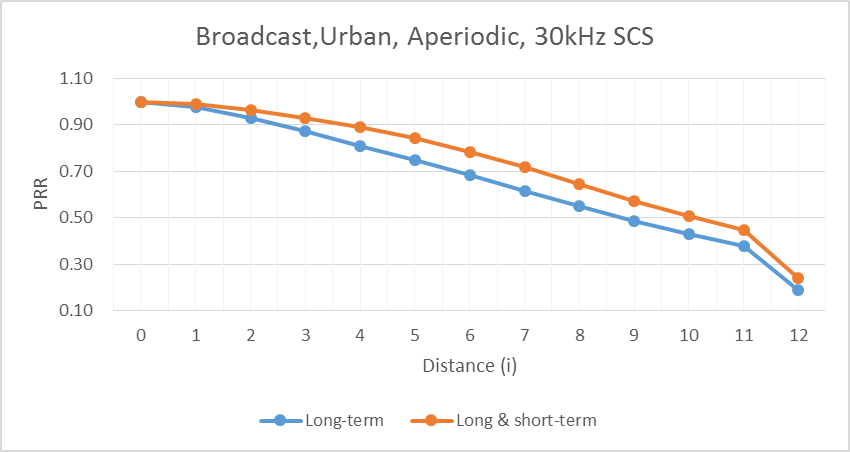 Broadcast,Urban, Aperiodic, 30kHz SCS
1.10
0.90
0.70
0.50
0.30
0.10
PRR
0 1 2 3 4 5 6 7 8 9 10 11 12
Distance (i)
Long-term Long & short-term